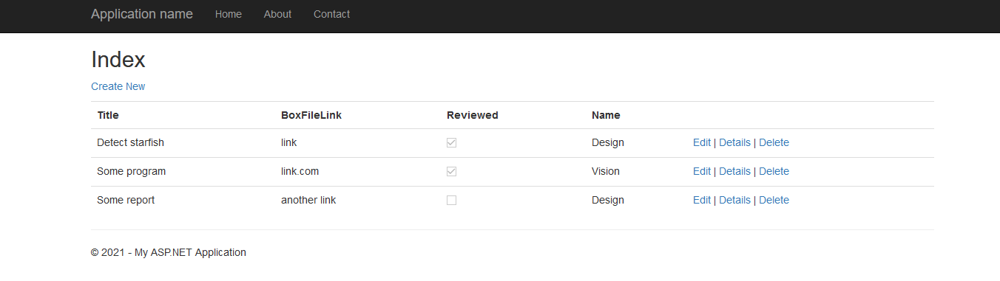 Application name Home About Contact
Index
Create New
Title BoxFileLink Reviewed Name
Detect starfish link Design Edit | Details | Delete
Some program link.com Vision Edit | Details | Delete
Some report another link Design Edit | Details | Delete
© 2021 - My ASP.NET Application